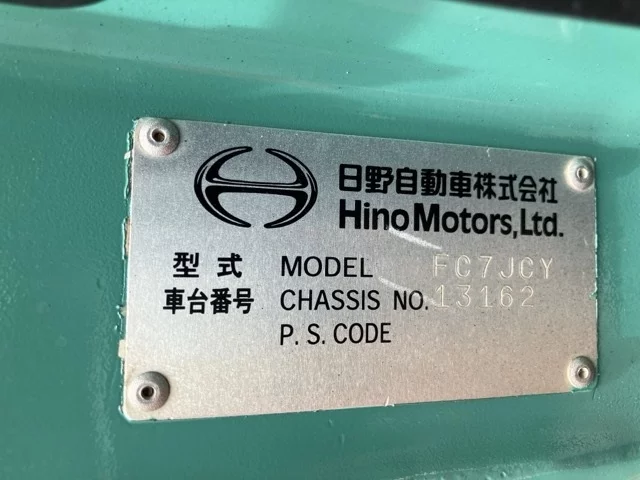 日野自動車株式会社
Hino Motors, Ltd.
型式 MODEL FC7JCY
車台番号 CHASSIS NO. 13162
P. S. CODE